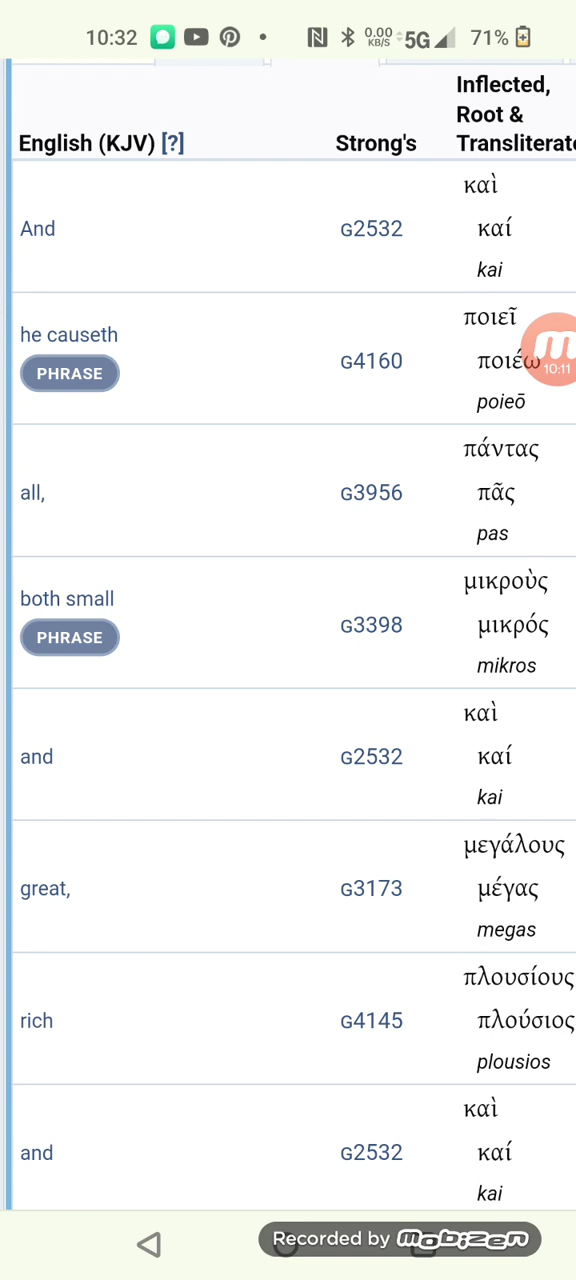 10:32 0.00 KB/S 5G 71%
English (KJV) [?] Strong's Inflected, Root & Transliterate
And G2532 καὶ
καί
kai
he causeth G4160 ποιεῖ
PHRASE ποιέω
poieō
10:11
all, G3956 πάντας
πᾶς
pas
both small G3398 μικροὺς
PHRASE μικρός
mikros
and G2532 καὶ
καί
kai
great, G3173 μεγάλους
μέγας
megas
rich G4145 πλουσίους
πλούσιος
plousios
and G2532 καὶ
καί
kai
Recorded by mobizen